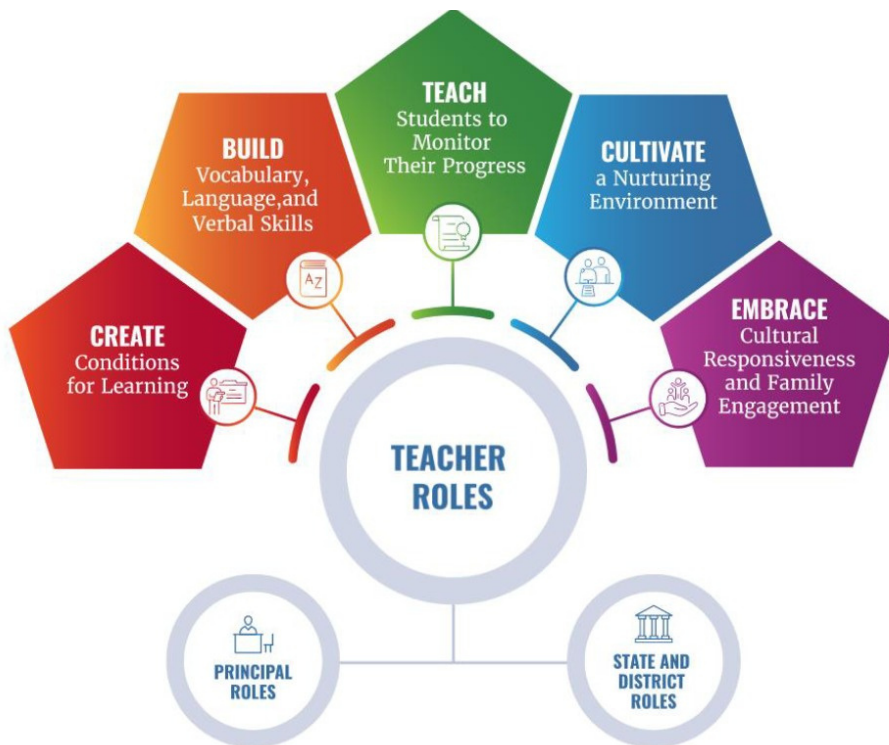 TEACH
Students to
Monitor
Their Progress
BUILD
Vocabulary,
Language,and
Verbal Skills
CULTIVATE
a Nurturing
Environment
CREATE
Conditions
for Learning
EMBRACE
Cultural
Responsiveness
and Family
Engagement
AZ
TEACHER
ROLES
PRINCIPAL
ROLES
STATE AND
DISTRICT
ROLES